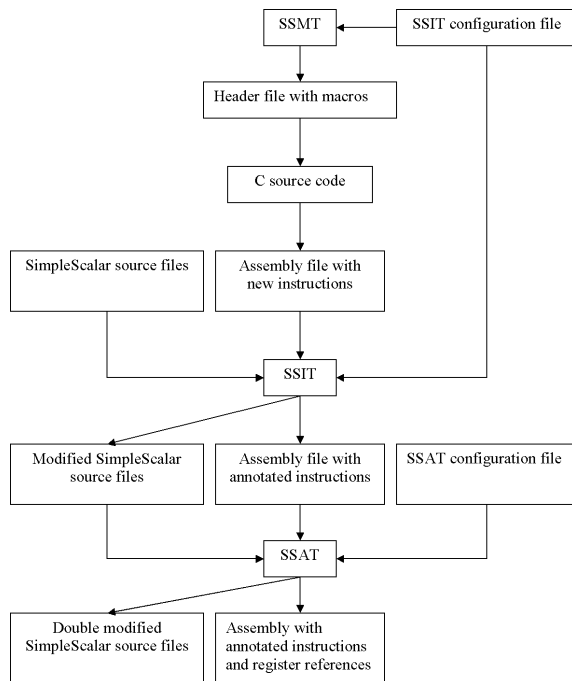 SSMT
SSIT configuration file
Header file with macros
C source code
SimpleScalar source files
Assembly file with
new instructions
SSIT
Modified SimpleScalar
source files
Assembly file with
annotated instructions
SSAT configuration file
SSAT
Double modified
SimpleScalar source files
Assembly with
annotated instructions
and register references